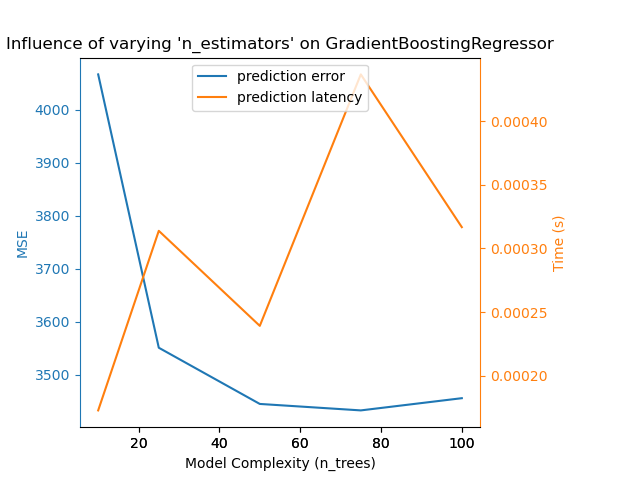 Influence of varying 'n_estimators' on GradientBoostingRegressor
prediction error
prediction latency
4000
3900
3800
3700
3600
3500
MSE
0.00040
0.00035
0.00030
0.00025
0.00020
Time (s)
20 40 60 80 100
Model Complexity (n_trees)